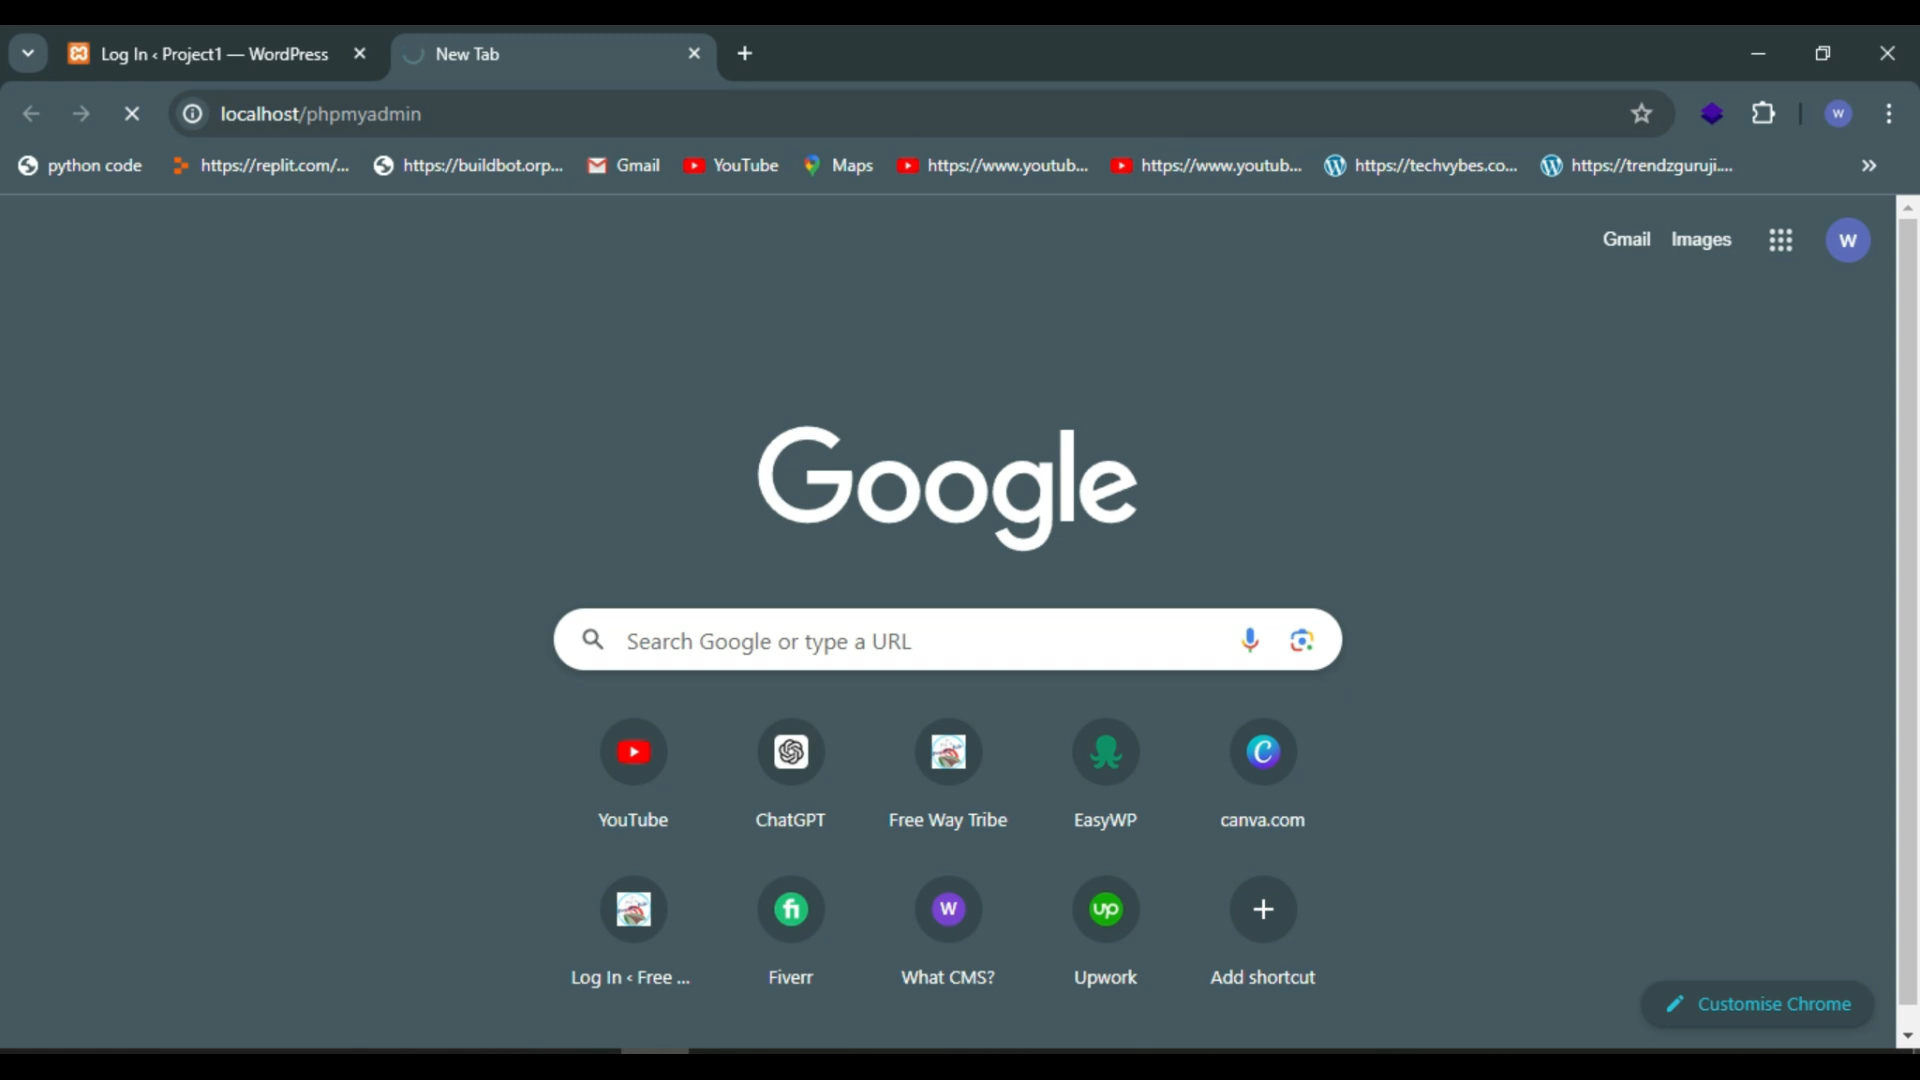 Log In ‹ Project1 — WordPress
New Tab
localhost/phpmyadmin
W
python code
https://replit.com/...
https://buildbot.orp...
Gmail
YouTube
Maps
https://www.youtub...
https://www.youtub...
https://techvybes.co...
https://trendzguruji....
Gmail
Images
W
Google
Search Google or type a URL
YouTube
ChatGPT
Free Way Tribe
EasyWP
canva.com
Log In ‹ Free ...
Fiverr
What CMS?
Upwork
Add shortcut
Customise Chrome